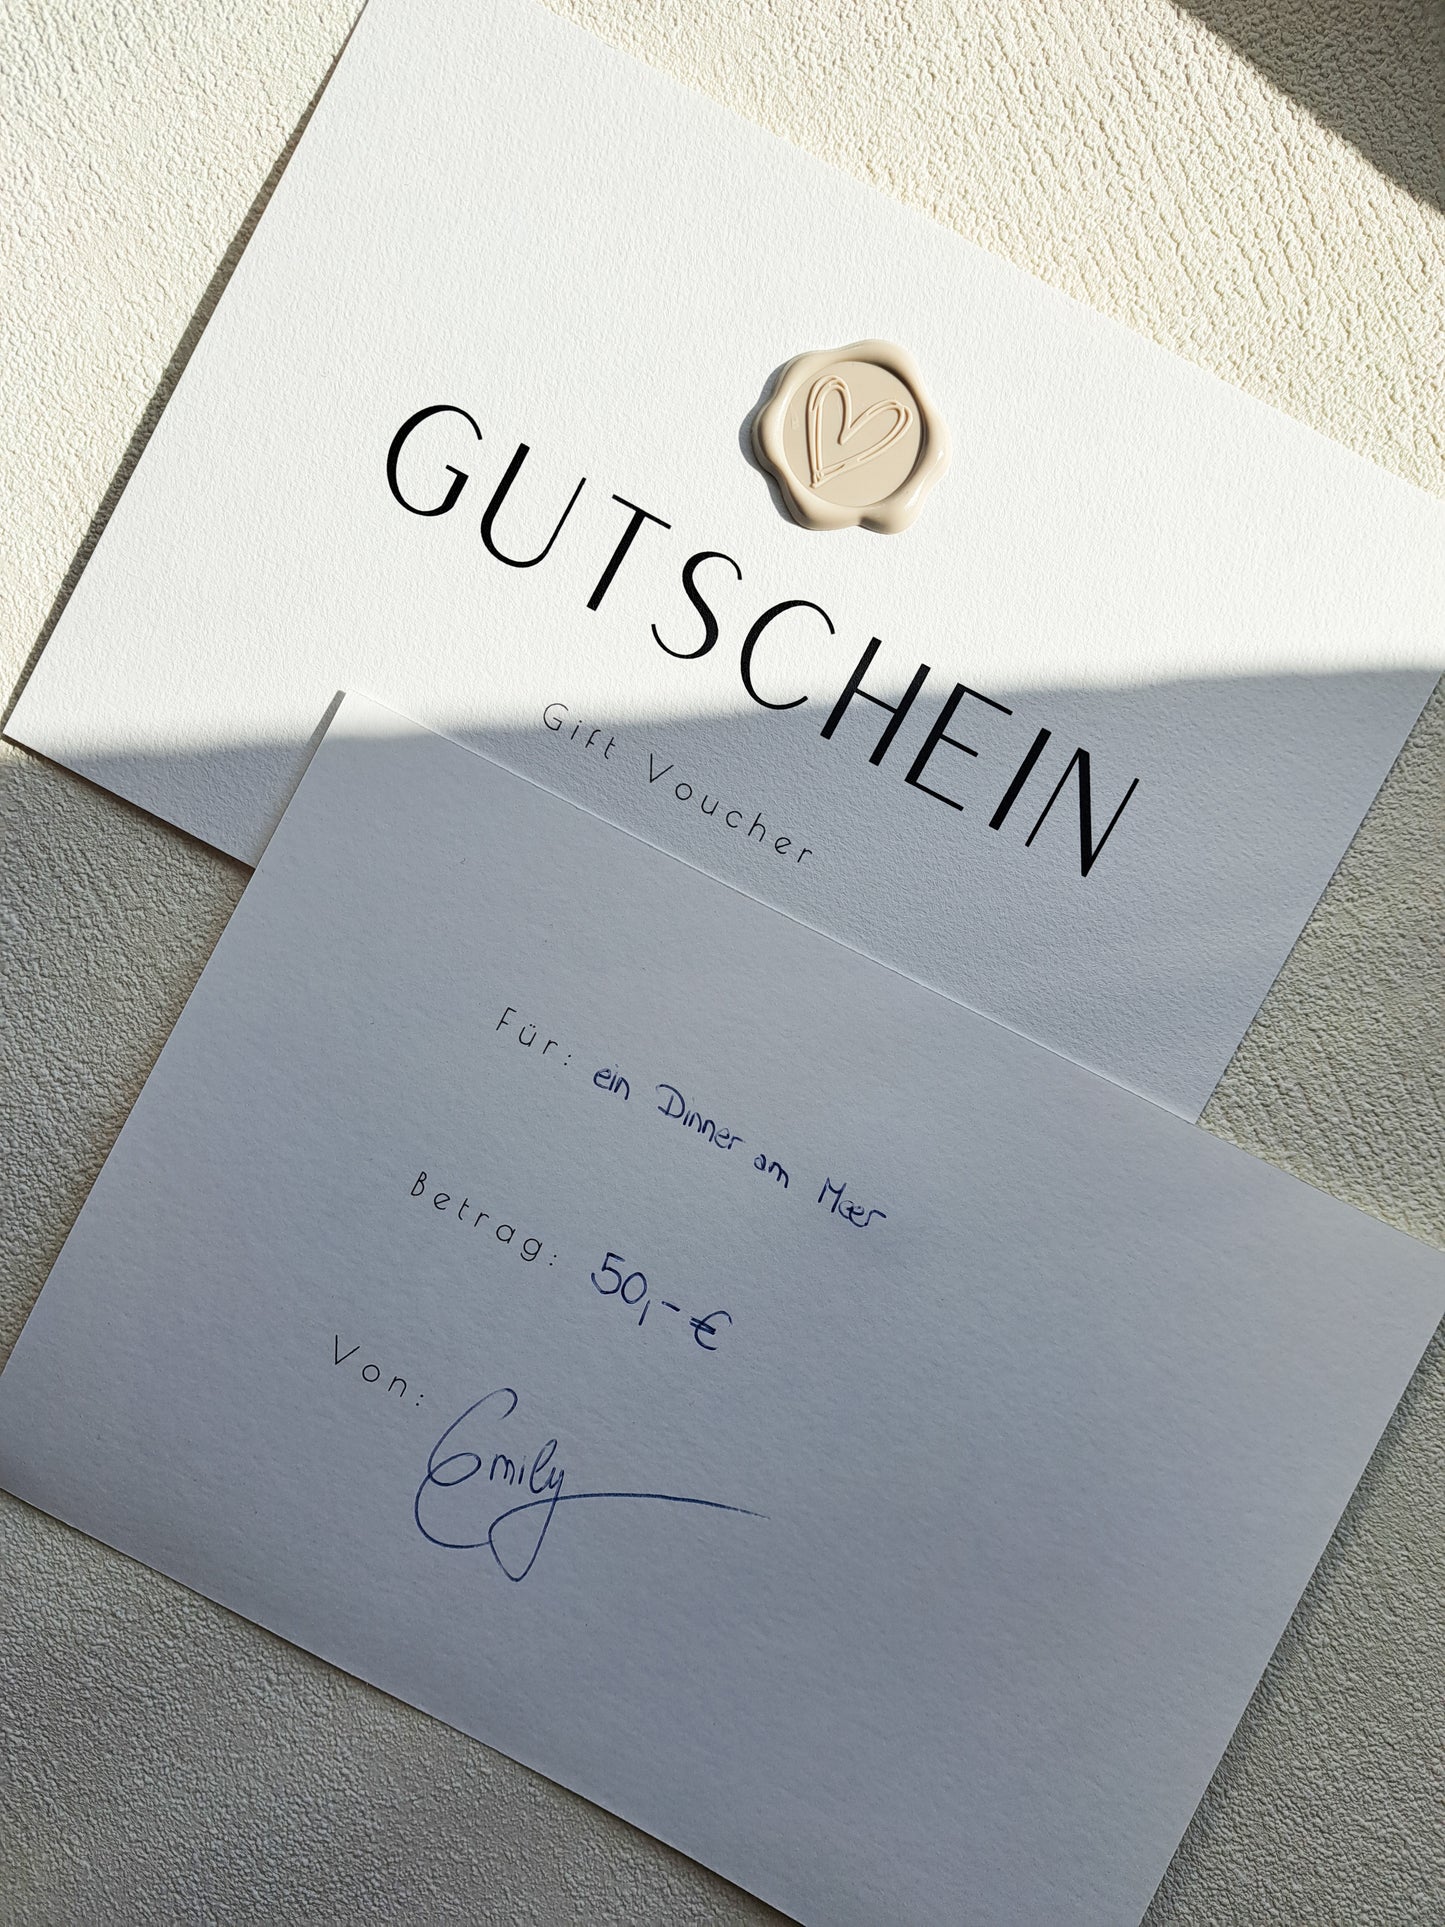 GUTSCHEIN
Gift Voucher
Für: ein Dinner am Meer
Betrag: 50,- €
Von: Emily